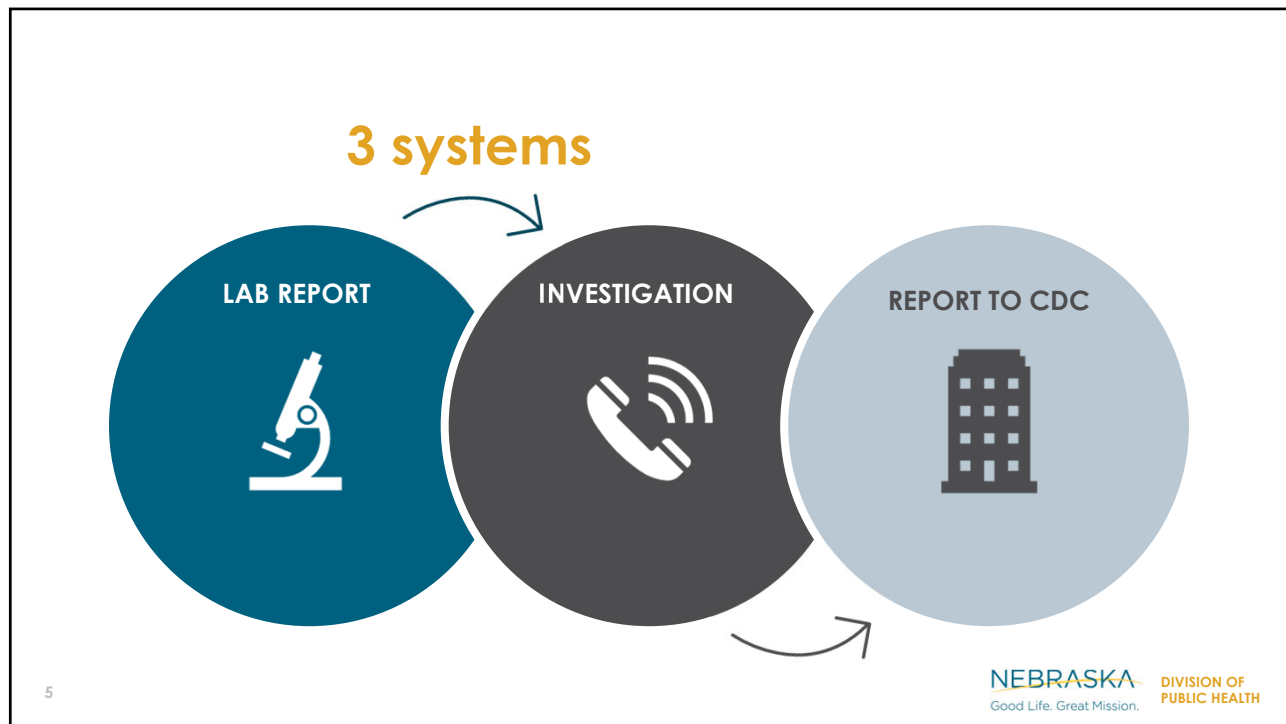 3 systems
LAB REPORT
INVESTIGATION
REPORT TO CDC
5
NEBRASKA
Good Life. Great Mission.
DIVISION OF
PUBLIC HEALTH